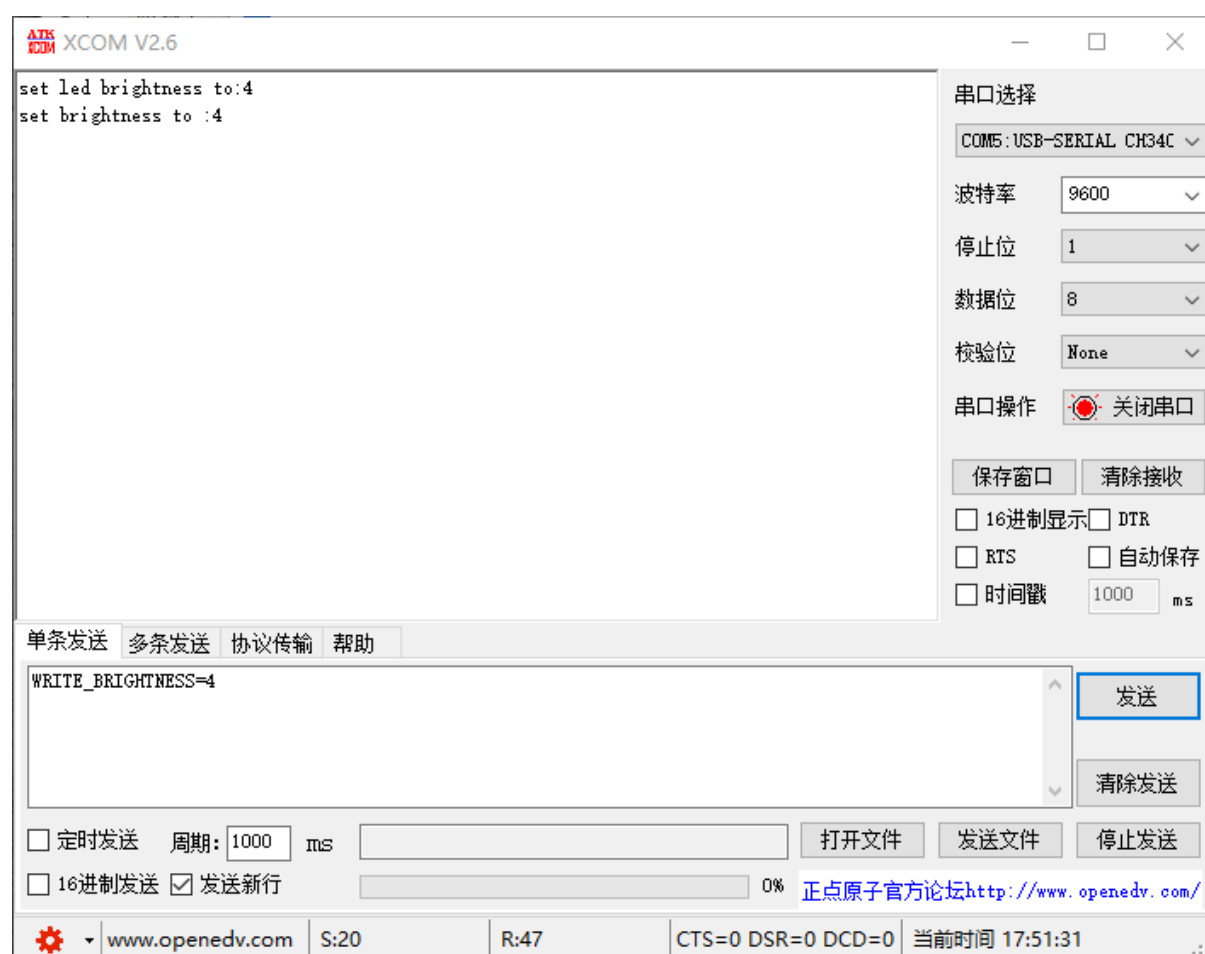 ATK
XCOM XCOM V2.6
set led brightness to:4
set brightness to :4
串口选择
COM5:USB-SERIAL CH340
波特率 9600
停止位 1
数据位 8
校验位 None
串口操作 关闭串口
保存窗口 清除接收
16进制显示 DTR
RTS 自动保存
时间戳 1000 ms
单条发送 多条发送 协议传输 帮助
WRITE_BRIGHTNESS=4
发送
清除发送
定时发送 周期: 1000 ms 打开文件 发送文件 停止发送
16进制发送 发送新行 0% 正点原子官方论坛http://www.openedv.com/
www.openedv.com S:20 R:47 CTS=0 DSR=0 DCD=0 当前时间 17:51:31